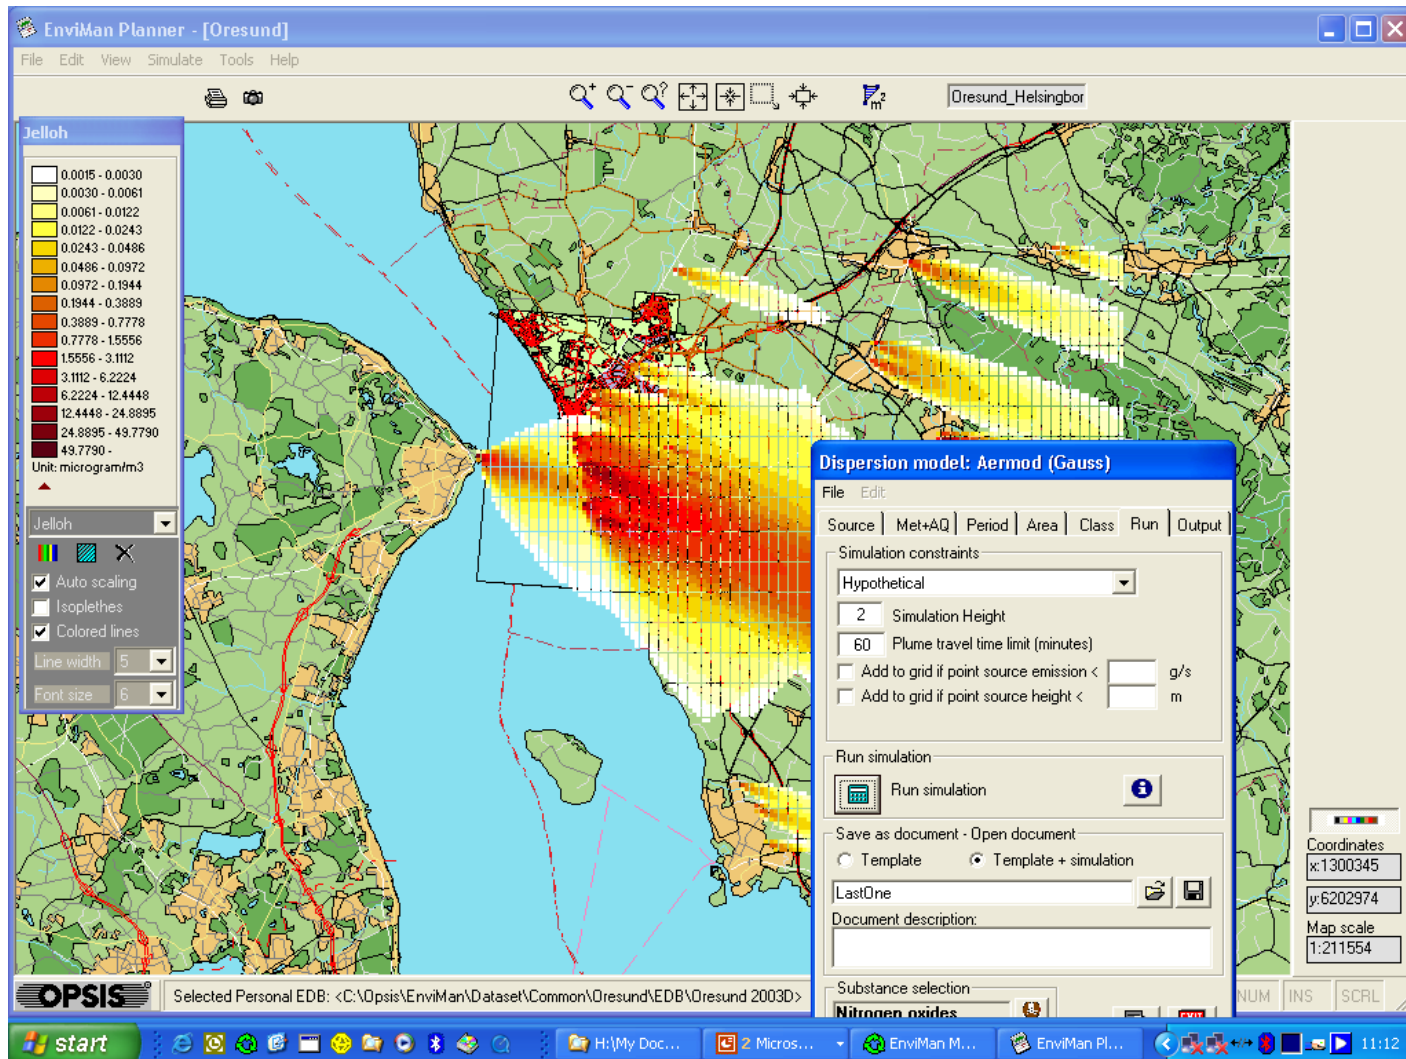 EnviMan Planner - [Oresund]
File Edit View Simulate Tools Help
m²
Oresund_Helsingbor
Jelloh
0.0015 - 0.0030
0.0030 - 0.0061
0.0061 - 0.0122
0.0122 - 0.0243
0.0243 - 0.0486
0.0486 - 0.0972
0.0972 - 0.1944
0.1944 - 0.3889
0.3889 - 0.7778
0.7778 - 1.5556
1.5556 - 3.1112
3.1112 - 6.2224
6.2224 - 12.4448
12.4448 - 24.8895
24.8895 - 49.7790
49.7790 -
Unit: microgram/m3
Jelloh
Auto scaling
Isoplethes
Colored lines
Line width 5
Font size 6
Dispersion model: Aermod (Gauss)
File Edit
Source Met+AQ Period Area Class Run Output
Simulation constraints
Hypothetical
2 Simulation Height
60 Plume travel time limit (minutes)
Add to grid if point source emission < g/s
Add to grid if point source height < m
Run simulation
Run simulation
Save as document - Open document
Template Template + simulation
LastOne
Document description:
Substance selection
Nitrogen oxides
EXIT
Coordinates
x:1300345
y:6202974
Map scale
1:211554
OPSIS
Selected Personal EDB: <C:\Opsis\EnviMan\Dataset\Common\Oresund\EDB\Oresund 2003D>
NUM INS SCRL
start
H:\My Doc...
2 Micros...
EnviMan M...
EnviMan Pl...
11:12